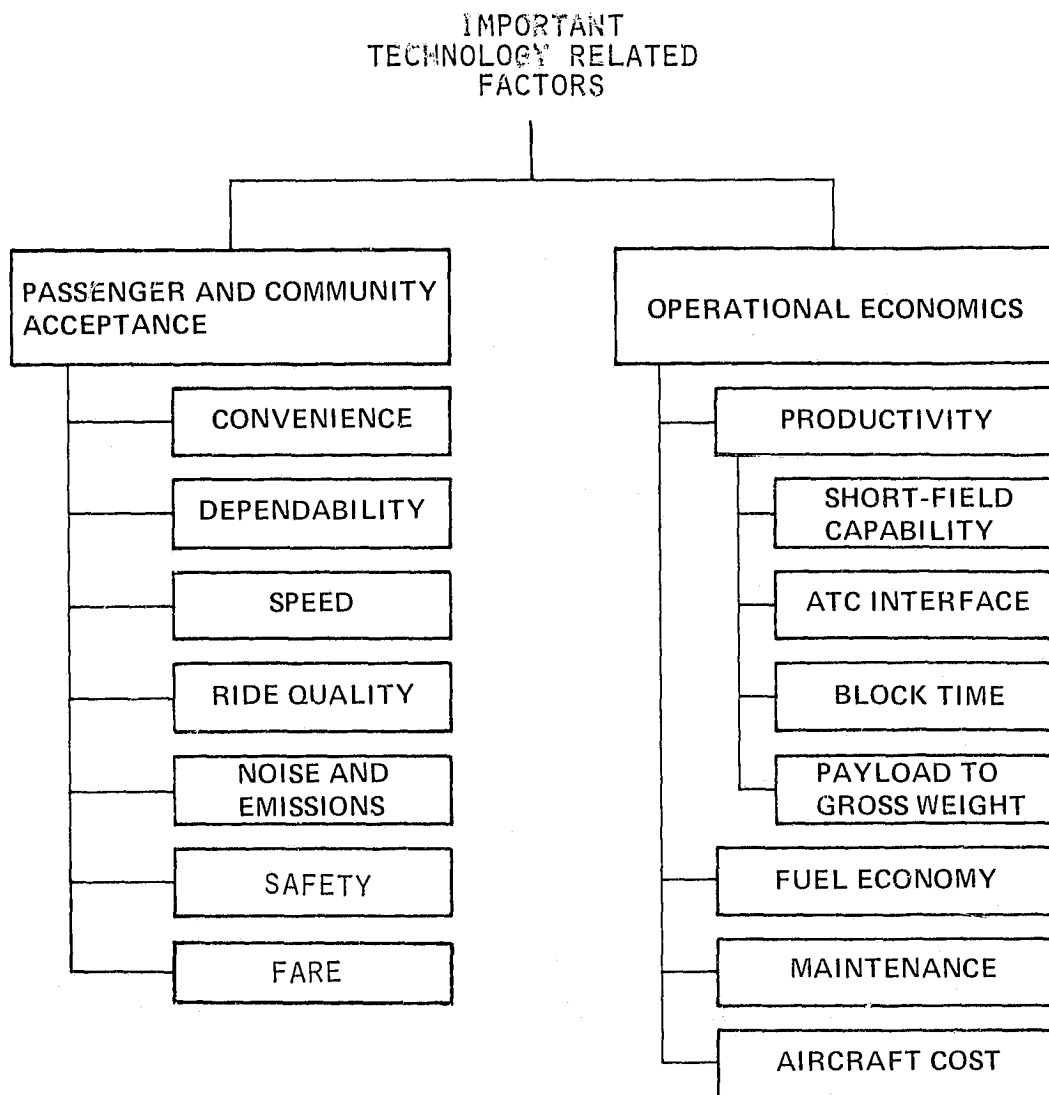 IMPORTANT
TECHNOLOGY RELATED
FACTORS
PASSENGER AND COMMUNITY
ACCEPTANCE
CONVENIENCE
DEPENDABILITY
SPEED
RIDE QUALITY
NOISE AND
EMISSIONS
SAFETY
FARE
OPERATIONAL ECONOMICS
PRODUCTIVITY
SHORT-FIELD
CAPABILITY
ATC INTERFACE
BLOCK TIME
PAYLOAD TO
GROSS WEIGHT
FUEL ECONOMY
MAINTENANCE
AIRCRAFT COST